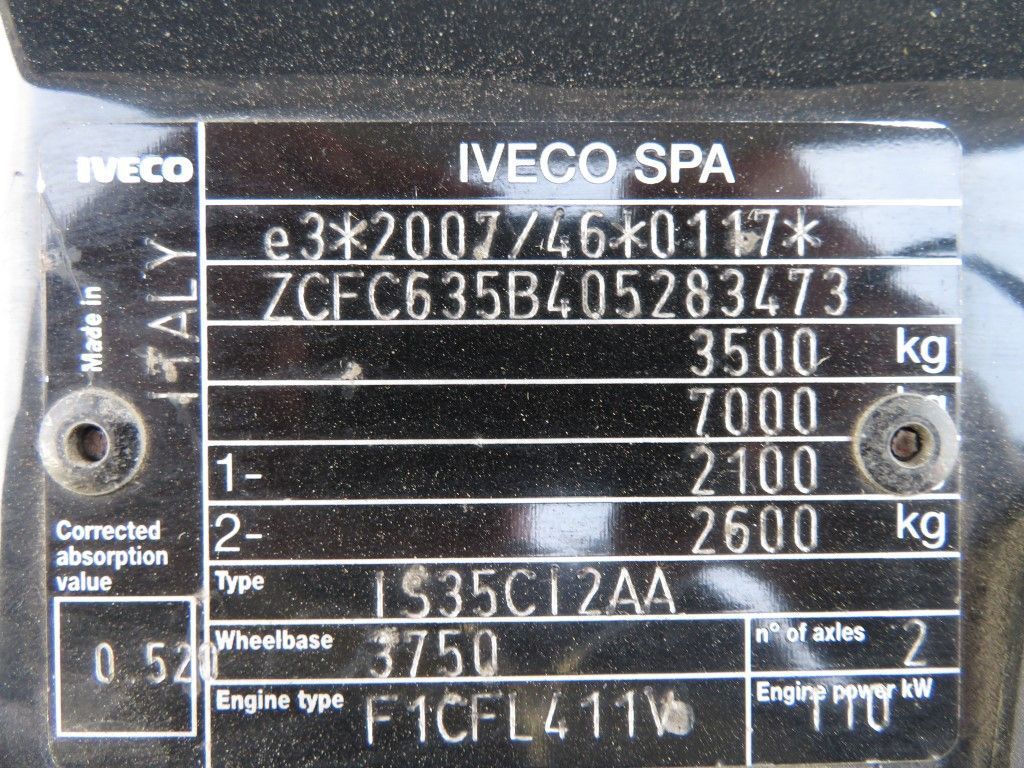 IVECO
IVECO SPA
Made in ITALY
e3*2007/46*0117*
ZCFC635B405283473
3500 kg
7000
1- 2100
2- 2600 kg
Corrected
absorption
value
0.520
Type IS35CI2AA
Wheelbase 3750
n° of axles 2
Engine type F1CFL411V
Engine power kW
110